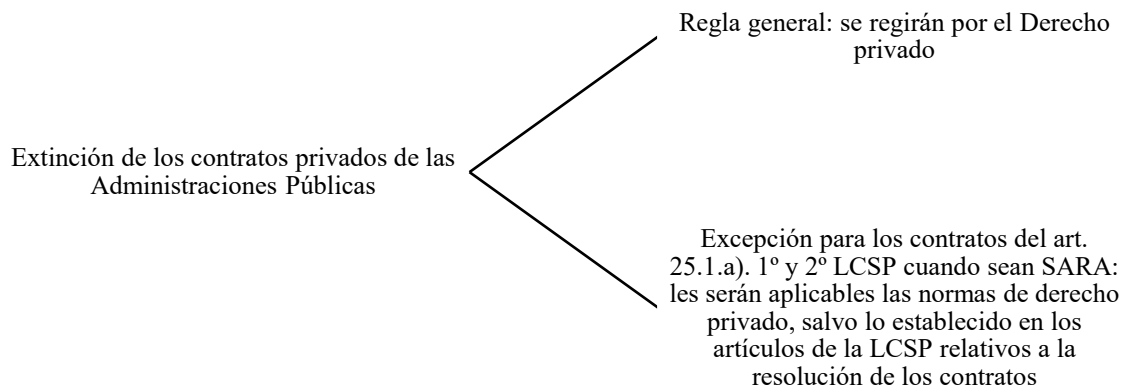 Regla general: se regirán por el Derecho
privado
Extinción de los contratos privados de las
Administraciones Públicas
Excepción para los contratos del art.
25.1.a). 1º y 2º LCSP cuando sean SARA:
les serán aplicables las normas de derecho
privado, salvo lo establecido en los
artículos de la LCSP relativos a la
resolución de los contratos